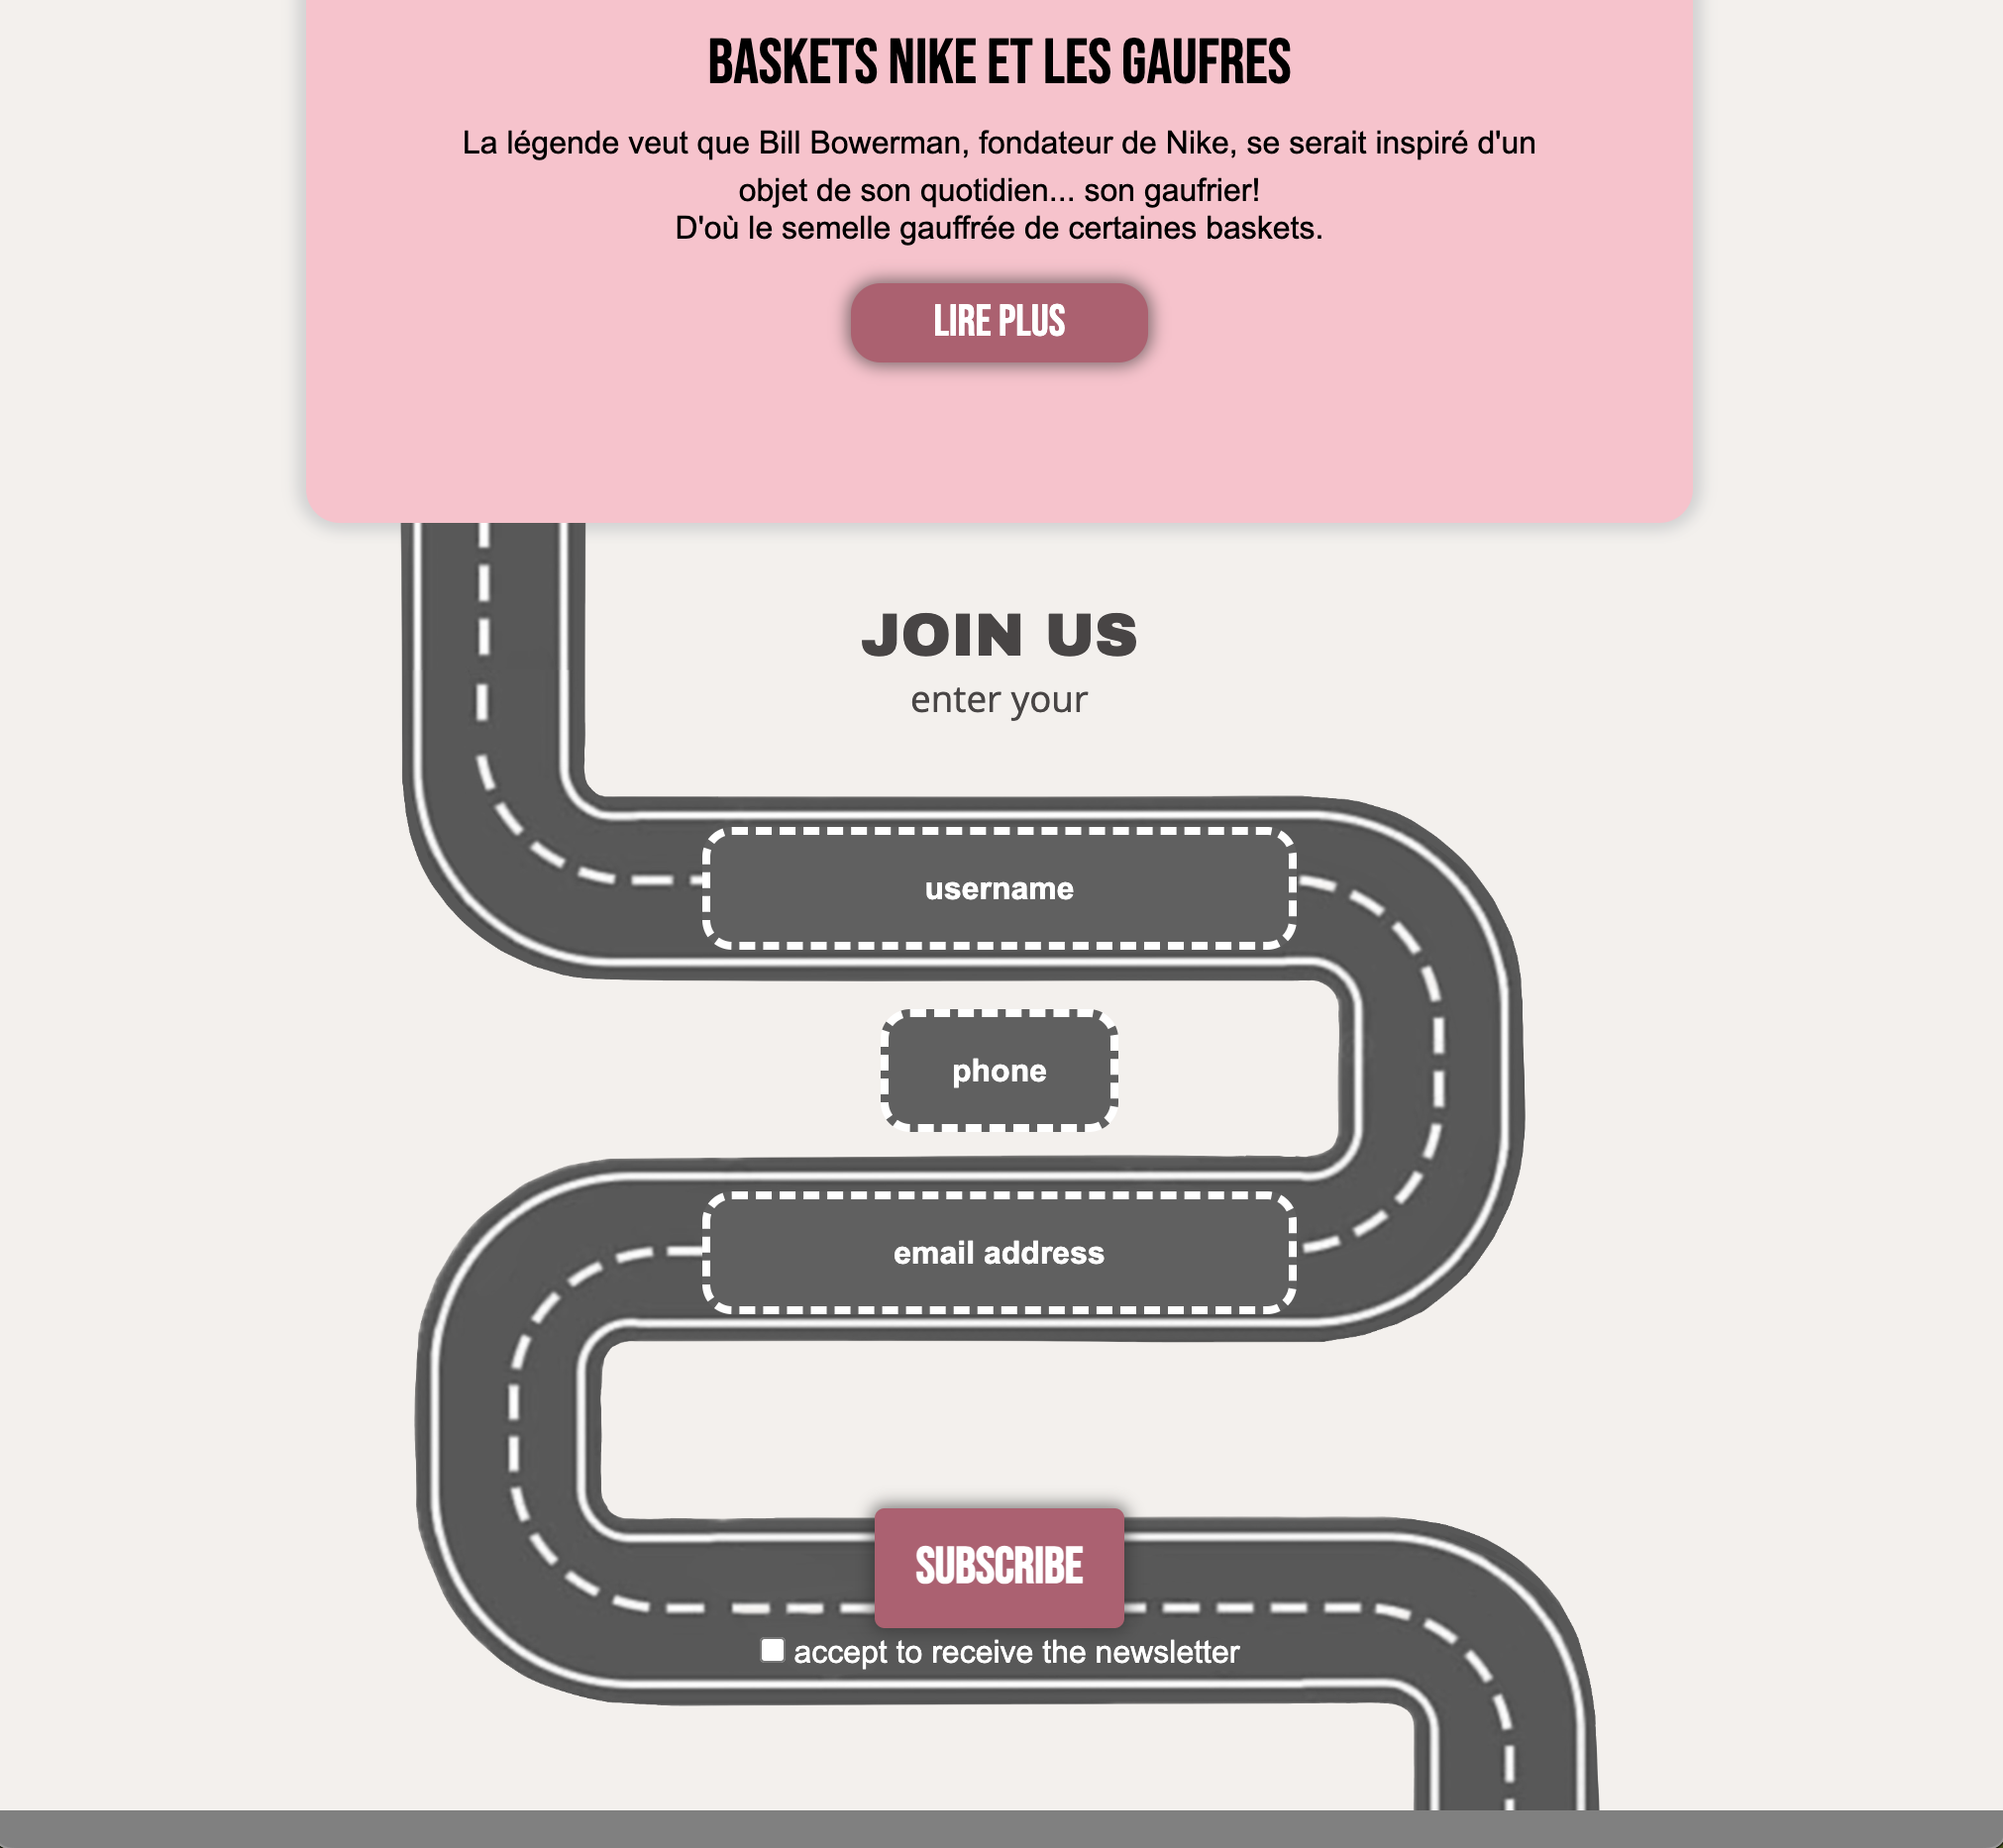 BASKETS NIKE ET LES GAUFRES
La légende veut que Bill Bowerman, fondateur de Nike, se serait inspiré d'un
objet de son quotidien... son gaufrier!
D'où le semelle gauffrée de certaines baskets.
LIRE PLUS
JOIN US
enter your
username
phone
email address
SUBSCRIBE
accept to receive the newsletter